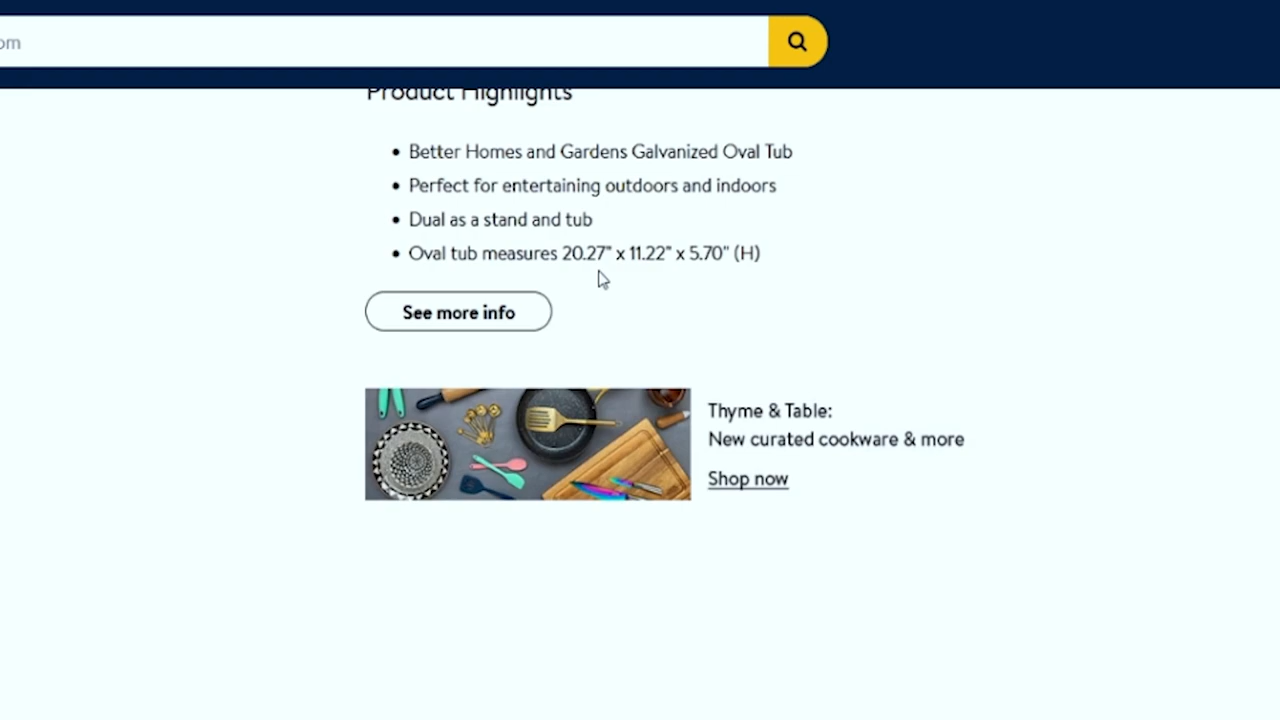 om
Product Highlights
Better Homes and Gardens Galvanized Oval Tub
Perfect for entertaining outdoors and indoors
Dual as a stand and tub
Oval tub measures 20.27" x 11.22" x 5.70" (H)
See more info
Thyme & Table:
New curated cookware & more
Shop now